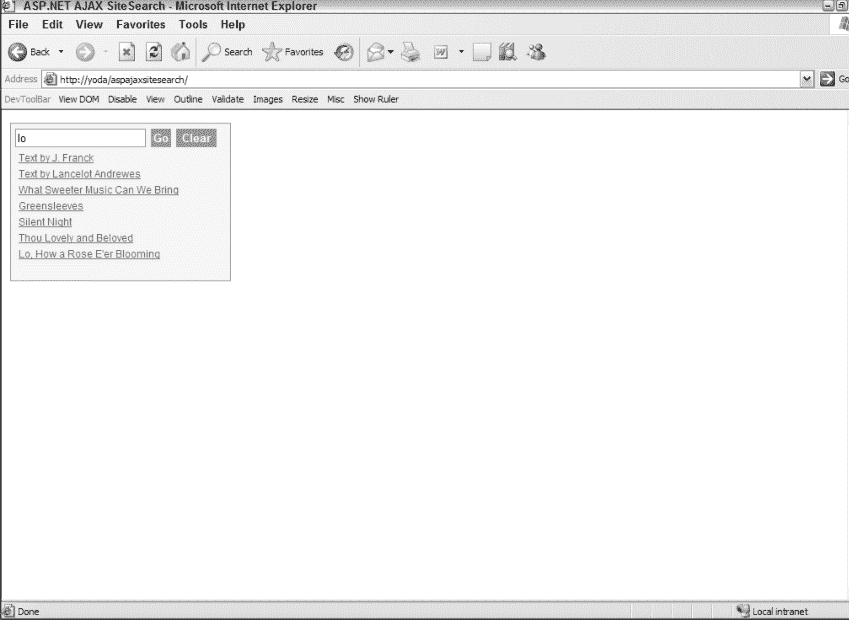 ASP.NET AJAX SiteSearch - Microsoft Internet Explorer
File Edit View Favorites Tools Help
Back Search Favorites
Address http://yoda/aspajaxsitesearch/ Go
DevToolBar View DOM Disable View Outline Validate Images Resize Misc Show Ruler
lo Go Clear
Text by J. Franck
Text by Lancelot Andrewes
What Sweeter Music Can We Bring
Greensleeves
Silent Night
Thou Lovely and Beloved
Lo, How a Rose E'er Blooming
Done Local intranet